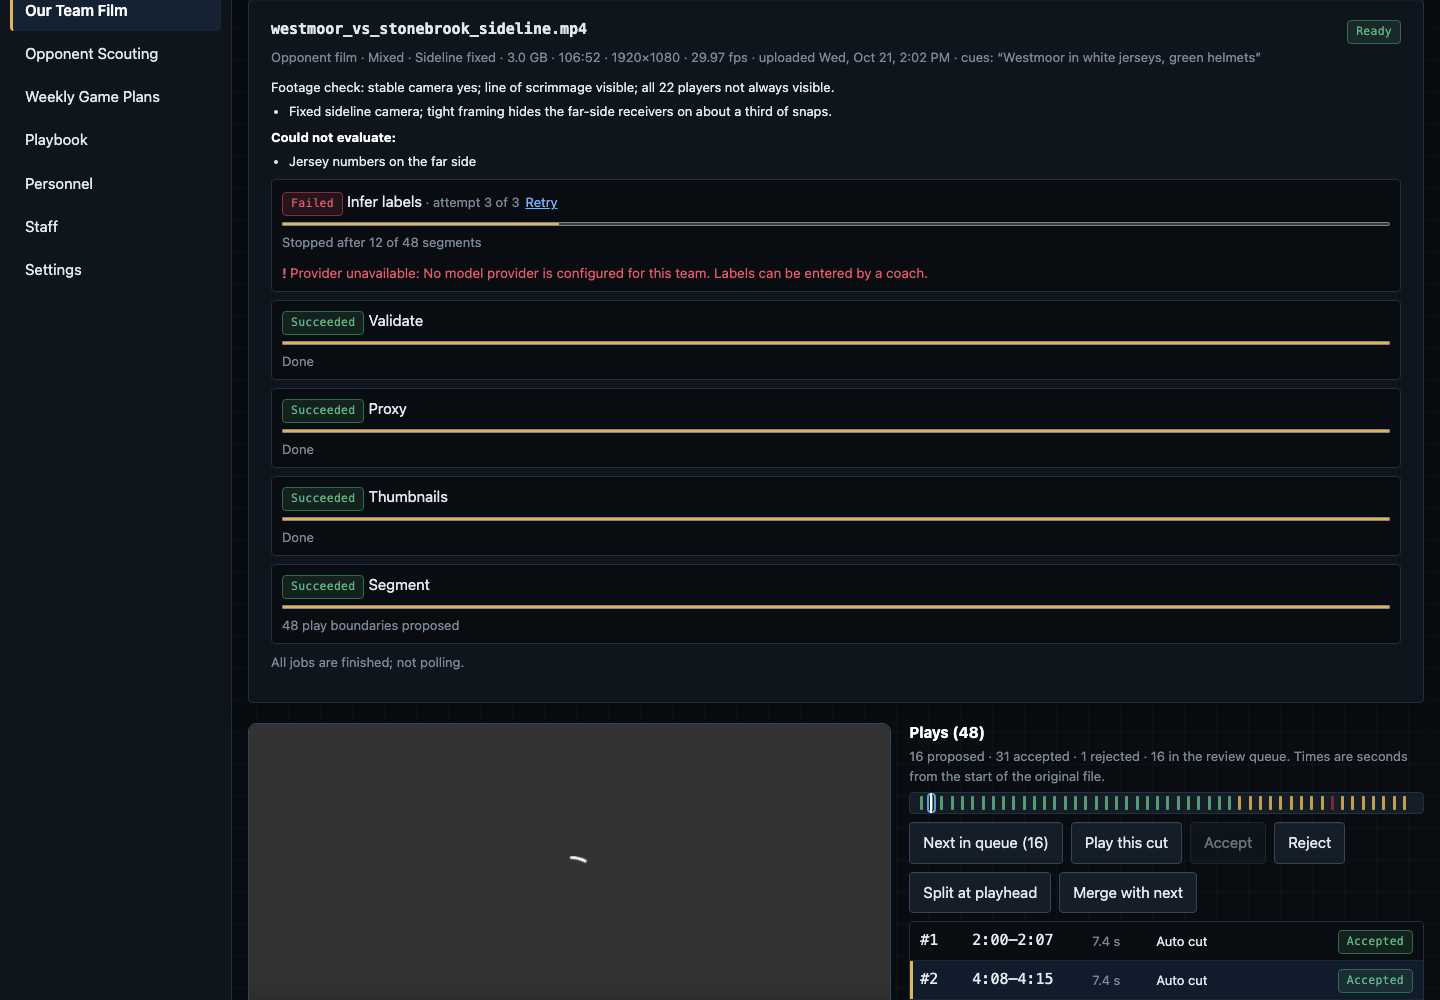 Our Team Film
Opponent Scouting
Weekly Game Plans
Playbook
Personnel
Staff
Settings
westmoor_vs_stonebrook_sideline.mp4
Ready
Opponent film · Mixed · Sideline fixed · 3.0 GB · 106:52 · 1920×1080 · 29.97 fps · uploaded Wed, Oct 21, 2:02 PM · cues: “Westmoor in white jerseys, green helmets”
Footage check: stable camera yes; line of scrimmage visible; all 22 players not always visible.
• Fixed sideline camera; tight framing hides the far-side receivers on about a third of snaps.
Could not evaluate:
• Jersey numbers on the far side
Failed Infer labels · attempt 3 of 3 Retry
Stopped after 12 of 48 segments
! Provider unavailable: No model provider is configured for this team. Labels can be entered by a coach.
Succeeded Validate
Done
Succeeded Proxy
Done
Succeeded Thumbnails
Done
Succeeded Segment
48 play boundaries proposed
All jobs are finished; not polling.
Plays (48)
16 proposed · 31 accepted · 1 rejected · 16 in the review queue. Times are seconds
from the start of the original file.
Next in queue (16) Play this cut Accept Reject
Split at playhead Merge with next
#1 2:00–2:07 7.4 s Auto cut Accepted
#2 4:08–4:15 7.4 s Auto cut Accepted